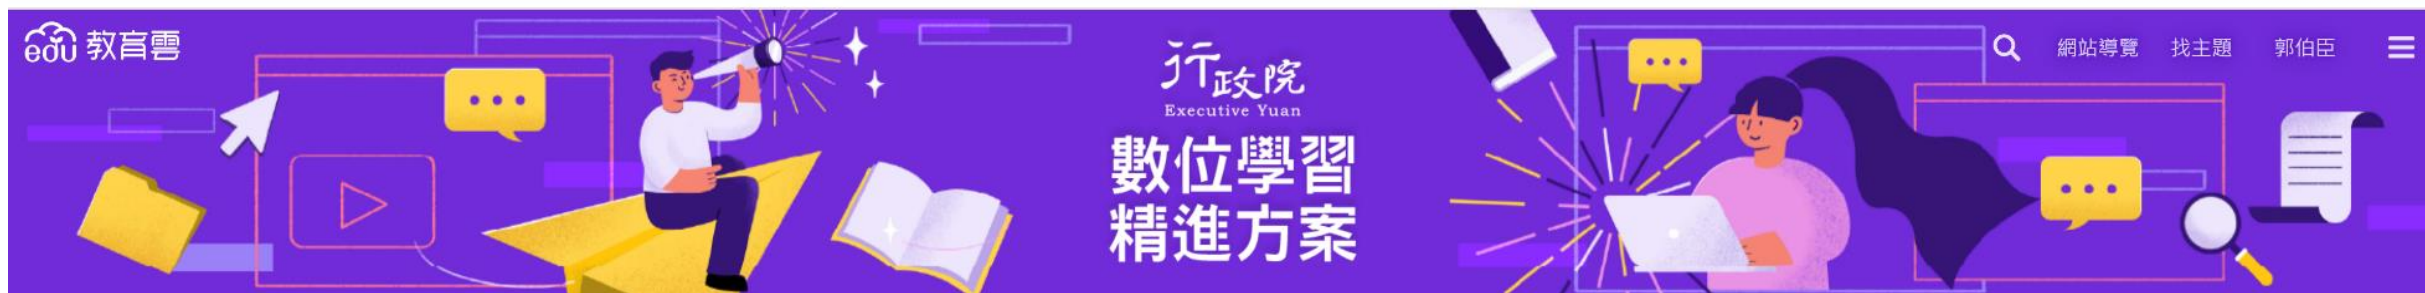 edu 教育雲
網站導覽 找主題 郭伯臣
行政院
Executive Yuan
數位學習
精進方案